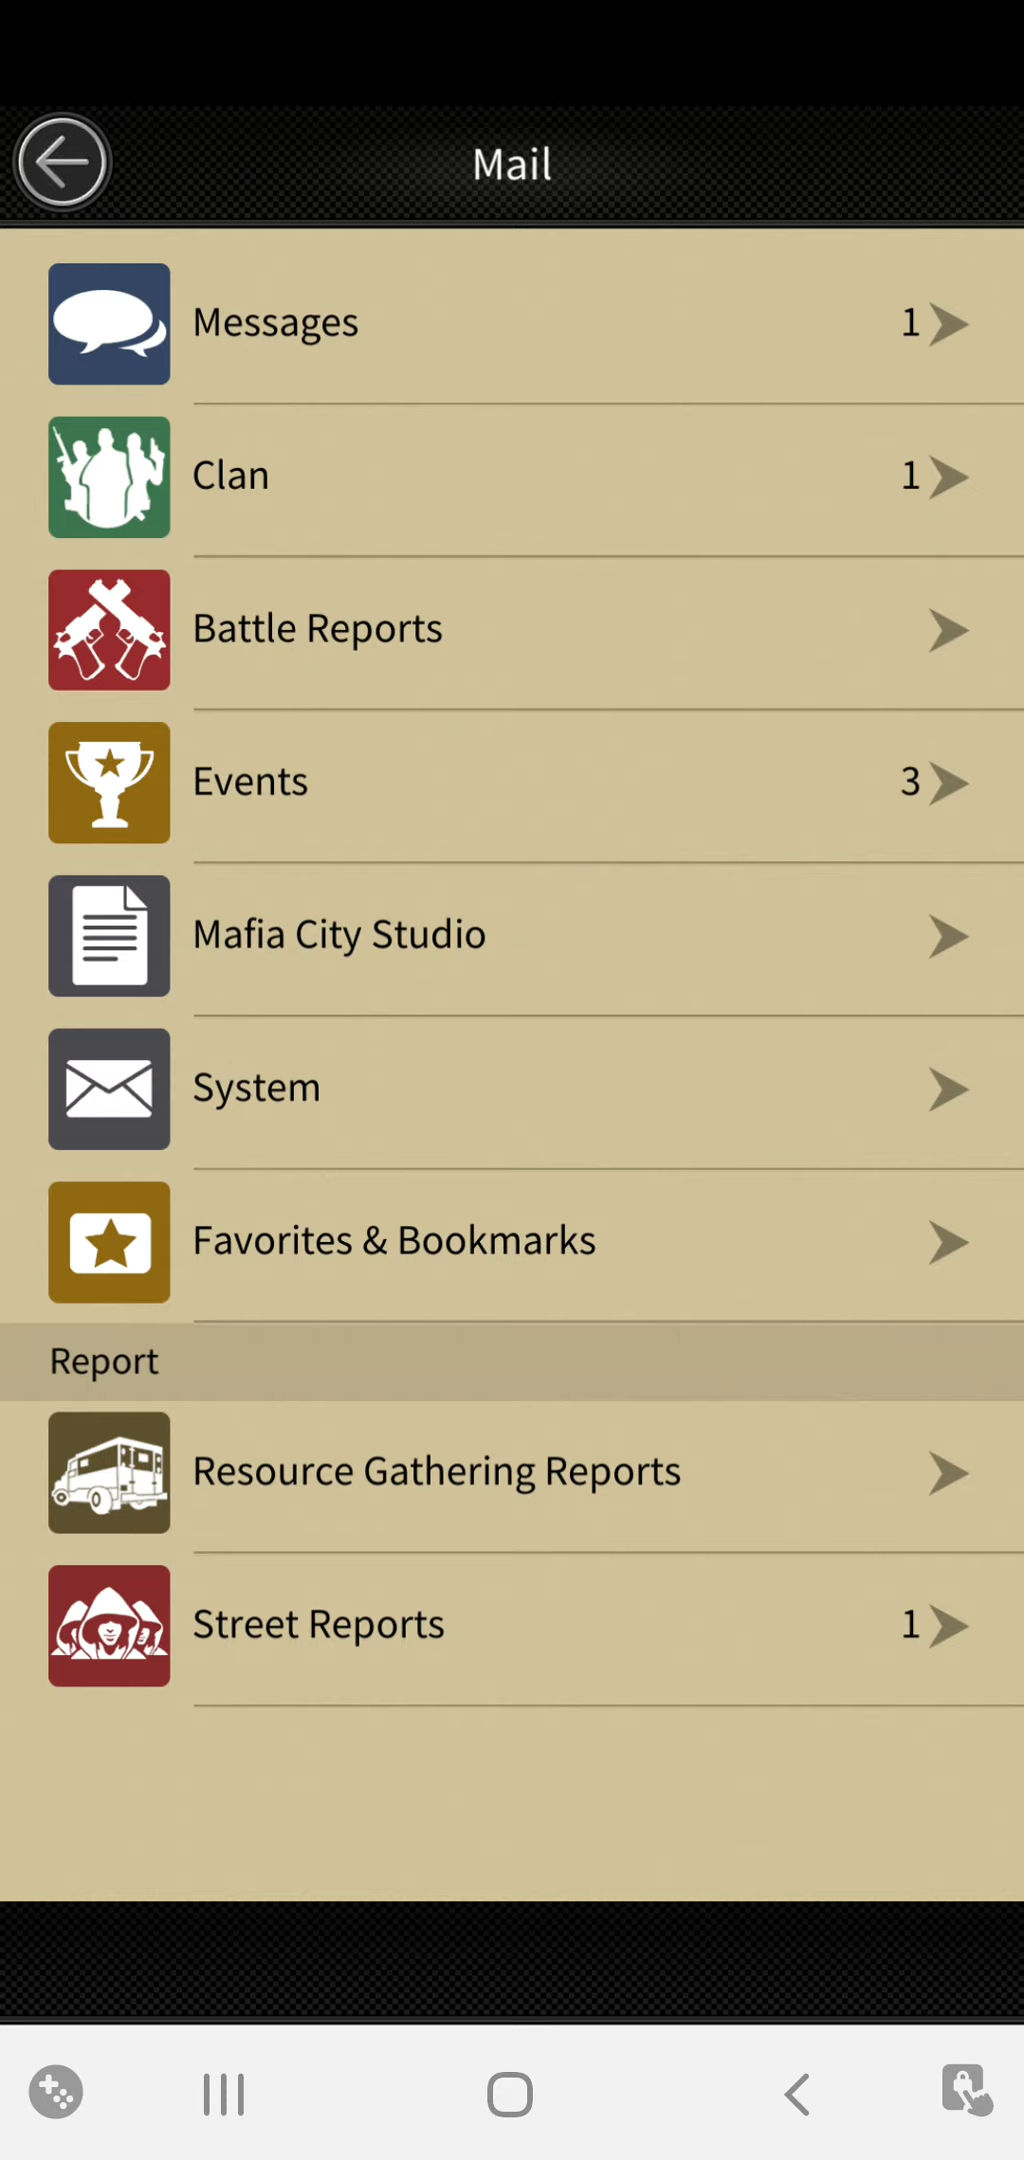 Mail
Messages 1
Clan 1
Battle Reports
Events 3
Mafia City Studio
System
Favorites & Bookmarks
Report
Resource Gathering Reports
Street Reports 1